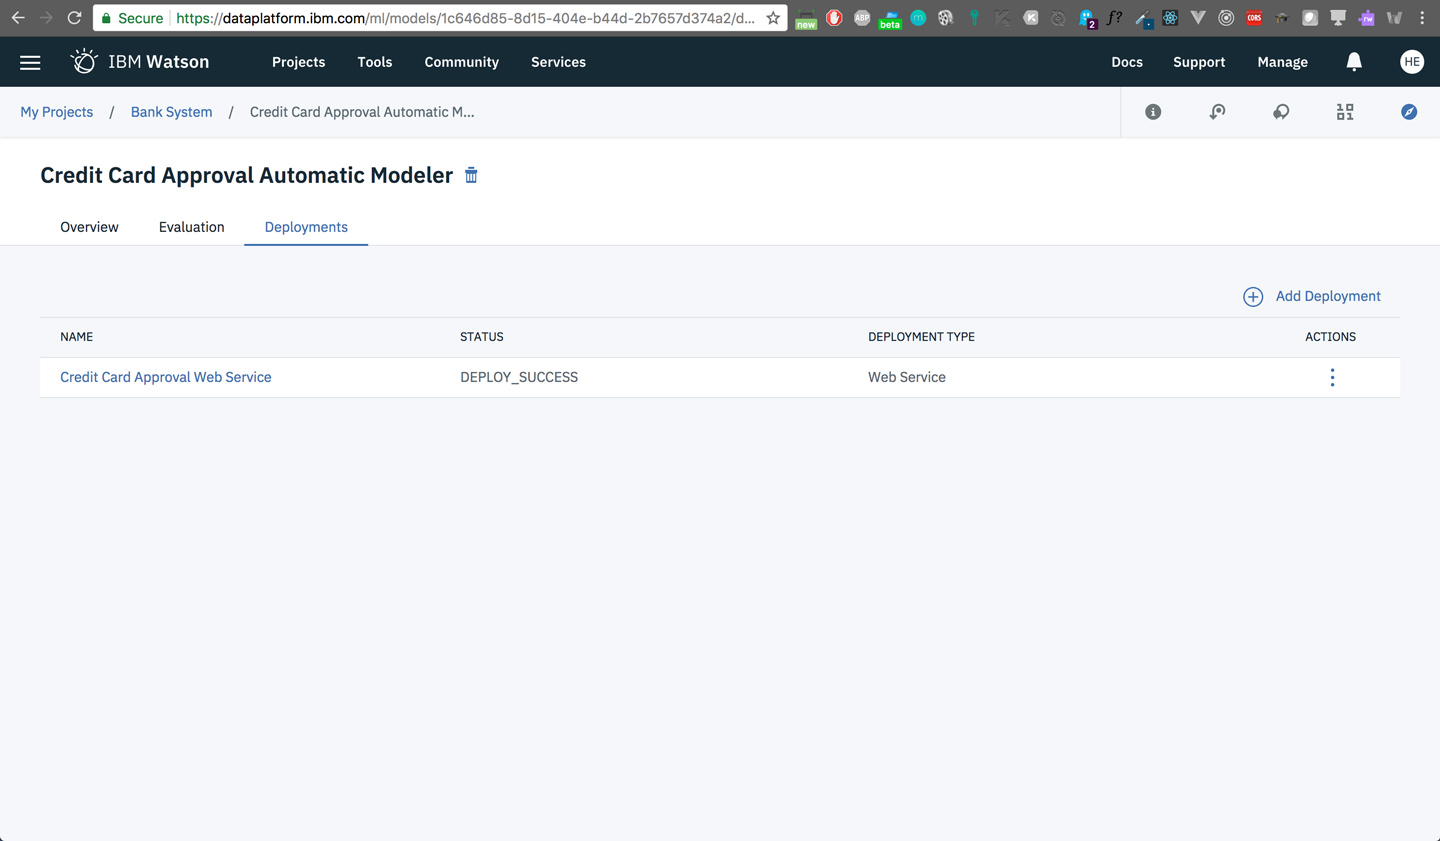 Secure https://dataplatform.ibm.com/ml/models/1c646d85-8d15-404e-b44d-2b7657d374a2/d...
new ABP beta m K 2 f? CORS rw
IBM Watson Projects Tools Community Services Docs Support Manage HE
My Projects / Bank System / Credit Card Approval Automatic M...
Credit Card Approval Automatic Modeler
Overview Evaluation Deployments
Add Deployment
NAME STATUS DEPLOYMENT TYPE ACTIONS
Credit Card Approval Web Service DEPLOY_SUCCESS Web Service